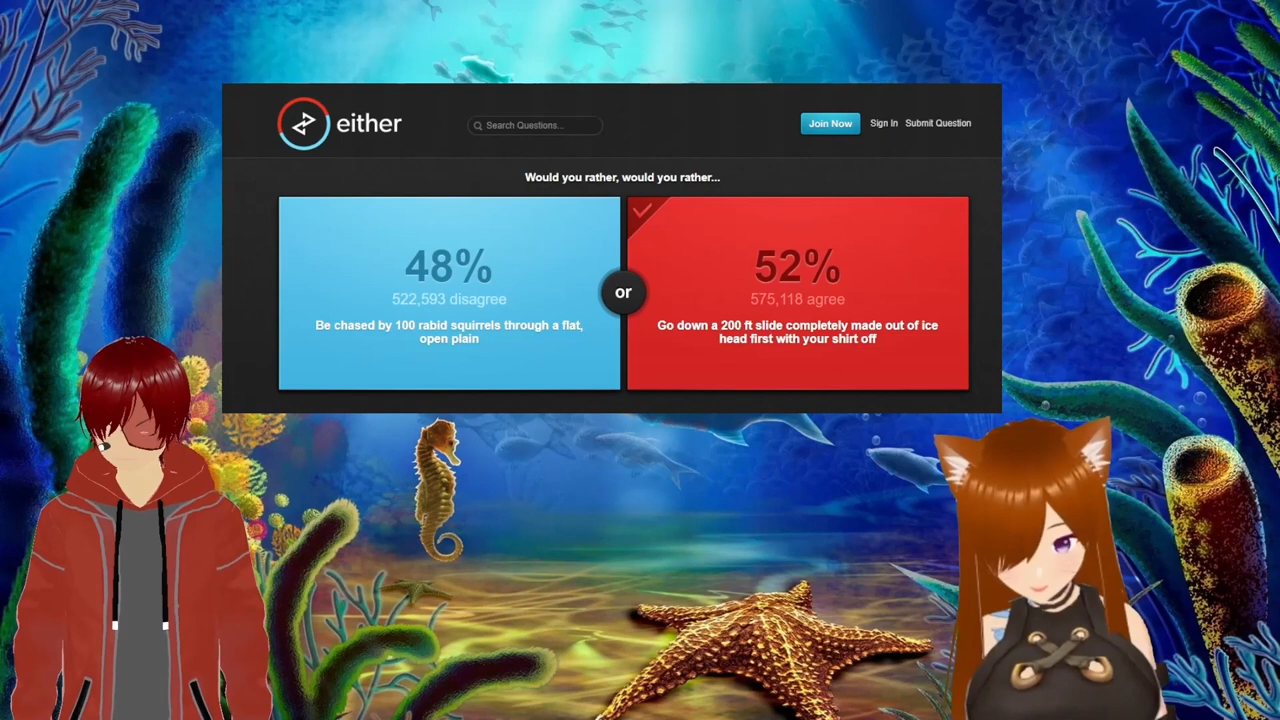 either
Search Questions...
Join Now
Sign In
Submit Question
Would you rather, would you rather...
48%
522,593 disagree
Be chased by 100 rabid squirrels through a flat,
open plain
or
52%
575,118 agree
Go down a 200 ft slide completely made out of ice
head first with your shirt off